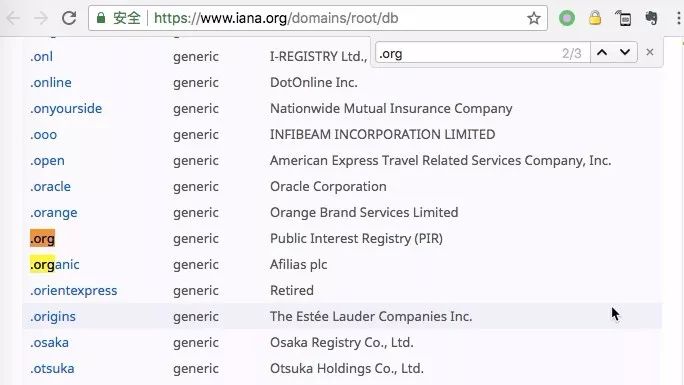 安全 https://www.iana.org/domains/root/db
.org 2/3
.onl generic I-REGISTRY Ltd.,
.online generic DotOnline Inc.
.onyourside generic Nationwide Mutual Insurance Company
.ooo generic INFIBEAM INCORPORATION LIMITED
.open generic American Express Travel Related Services Company, Inc.
.oracle generic Oracle Corporation
.orange generic Orange Brand Services Limited
.org generic Public Interest Registry (PIR)
.organic generic Afilias plc
.orientexpress generic Retired
.origins generic The Estée Lauder Companies Inc.
.osaka generic Osaka Registry Co., Ltd.
.otsuka generic Otsuka Holdings Co., Ltd.